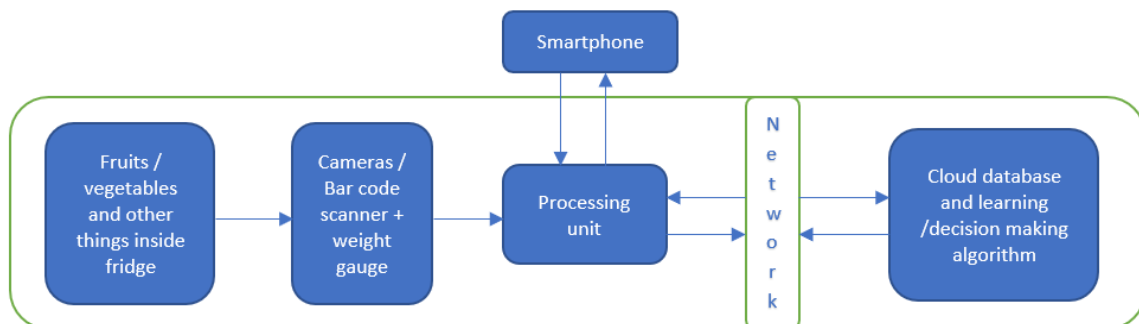 Smartphone
Fruits /
vegetables
and other
things inside
fridge
Cameras /
Bar code
scanner +
weight
gauge
Processing
unit
N
e
t
w
o
r
k
Cloud database
and learning
/decision making
algorithm